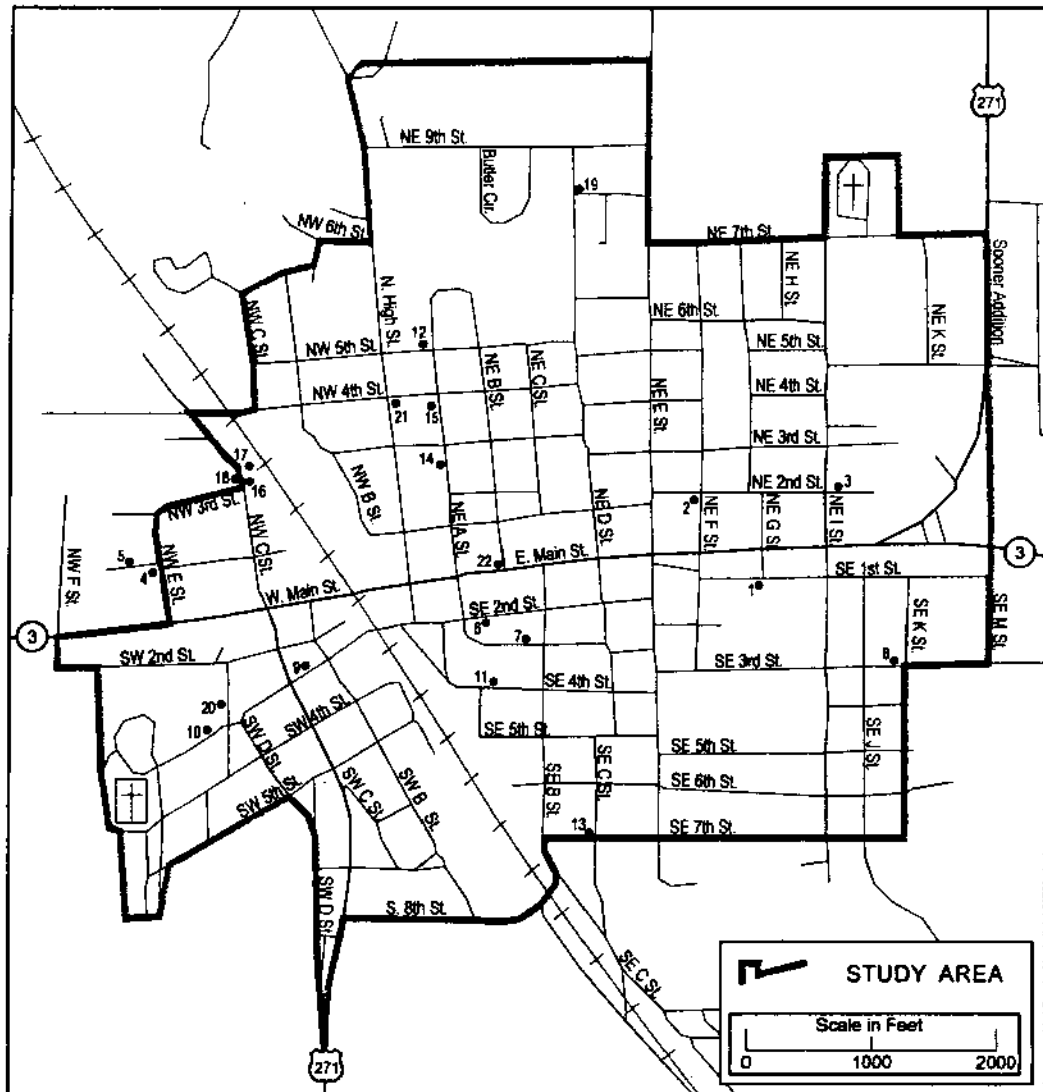 271
NE 9th St.
Butler Cir.
19
NW 6th St.
NE 7th St.
NE H St.
Sooner Addition
NW C St.
N. High St.
NE 6th St.
NE K St.
12
NW 5th St.
NE 5th St.
NE B St.
NE C St.
NW 4th St.
NE E St.
NE 4th St.
21
15
NE 3rd St.
17
14
18
16
NW B St.
NE 2nd St.
3
NW 3rd St.
2
NE F St.
NE G St.
NE I St.
NW C St.
NE A St.
NE D St.
NW F St.
5
4
NW E St.
22
E. Main St.
3
W. Main St.
SE 1st St.
1
SE 2nd St.
6
7
SE K St.
SE M St.
3
SW 2nd St.
9
SE 3rd St.
8
11
SE 4th St.
20
10
SW D St.
SW 4th St.
SE 5th St.
SE 5th St.
SE J St.
SW 5th St.
SW C St.
SW B St.
SE B St.
SE C St.
SE 6th St.
13
SE 7th St.
SW D St.
S. 8th St.
SE C St.
STUDY AREA
Scale in Feet
0 1000 2000
271